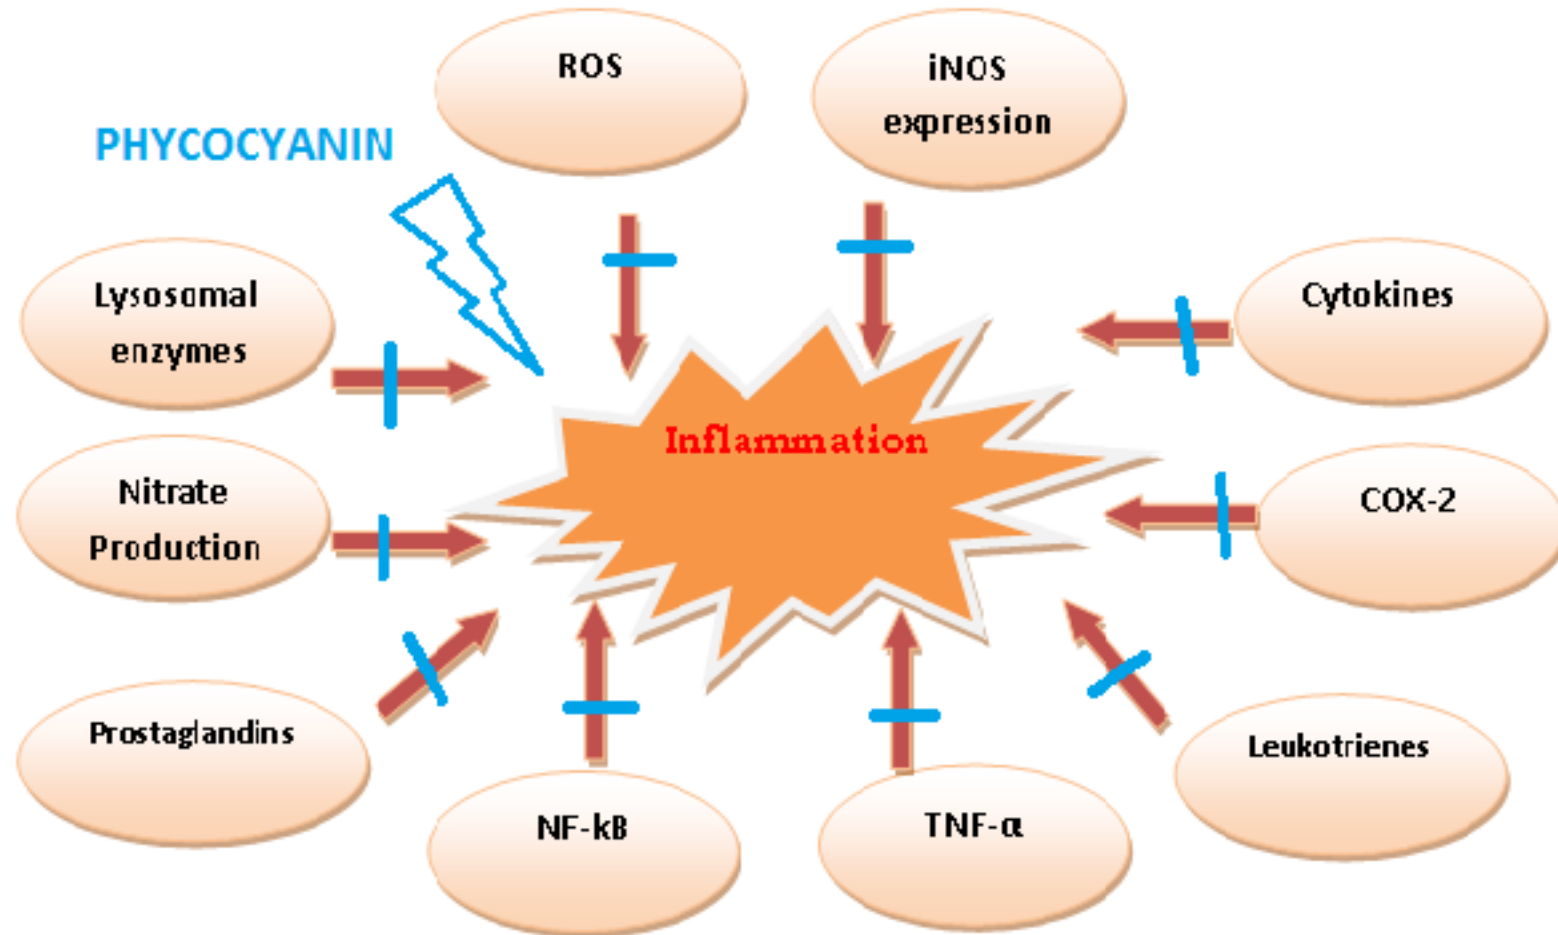 ROS
iNOS
expression
PHYCOCYANIN
Lysosomal
enzymes
Cytokines
Inflammation
Nitrate
Production
COX-2
Prostaglandins
Leukotrienes
NF-kB
TNF-α